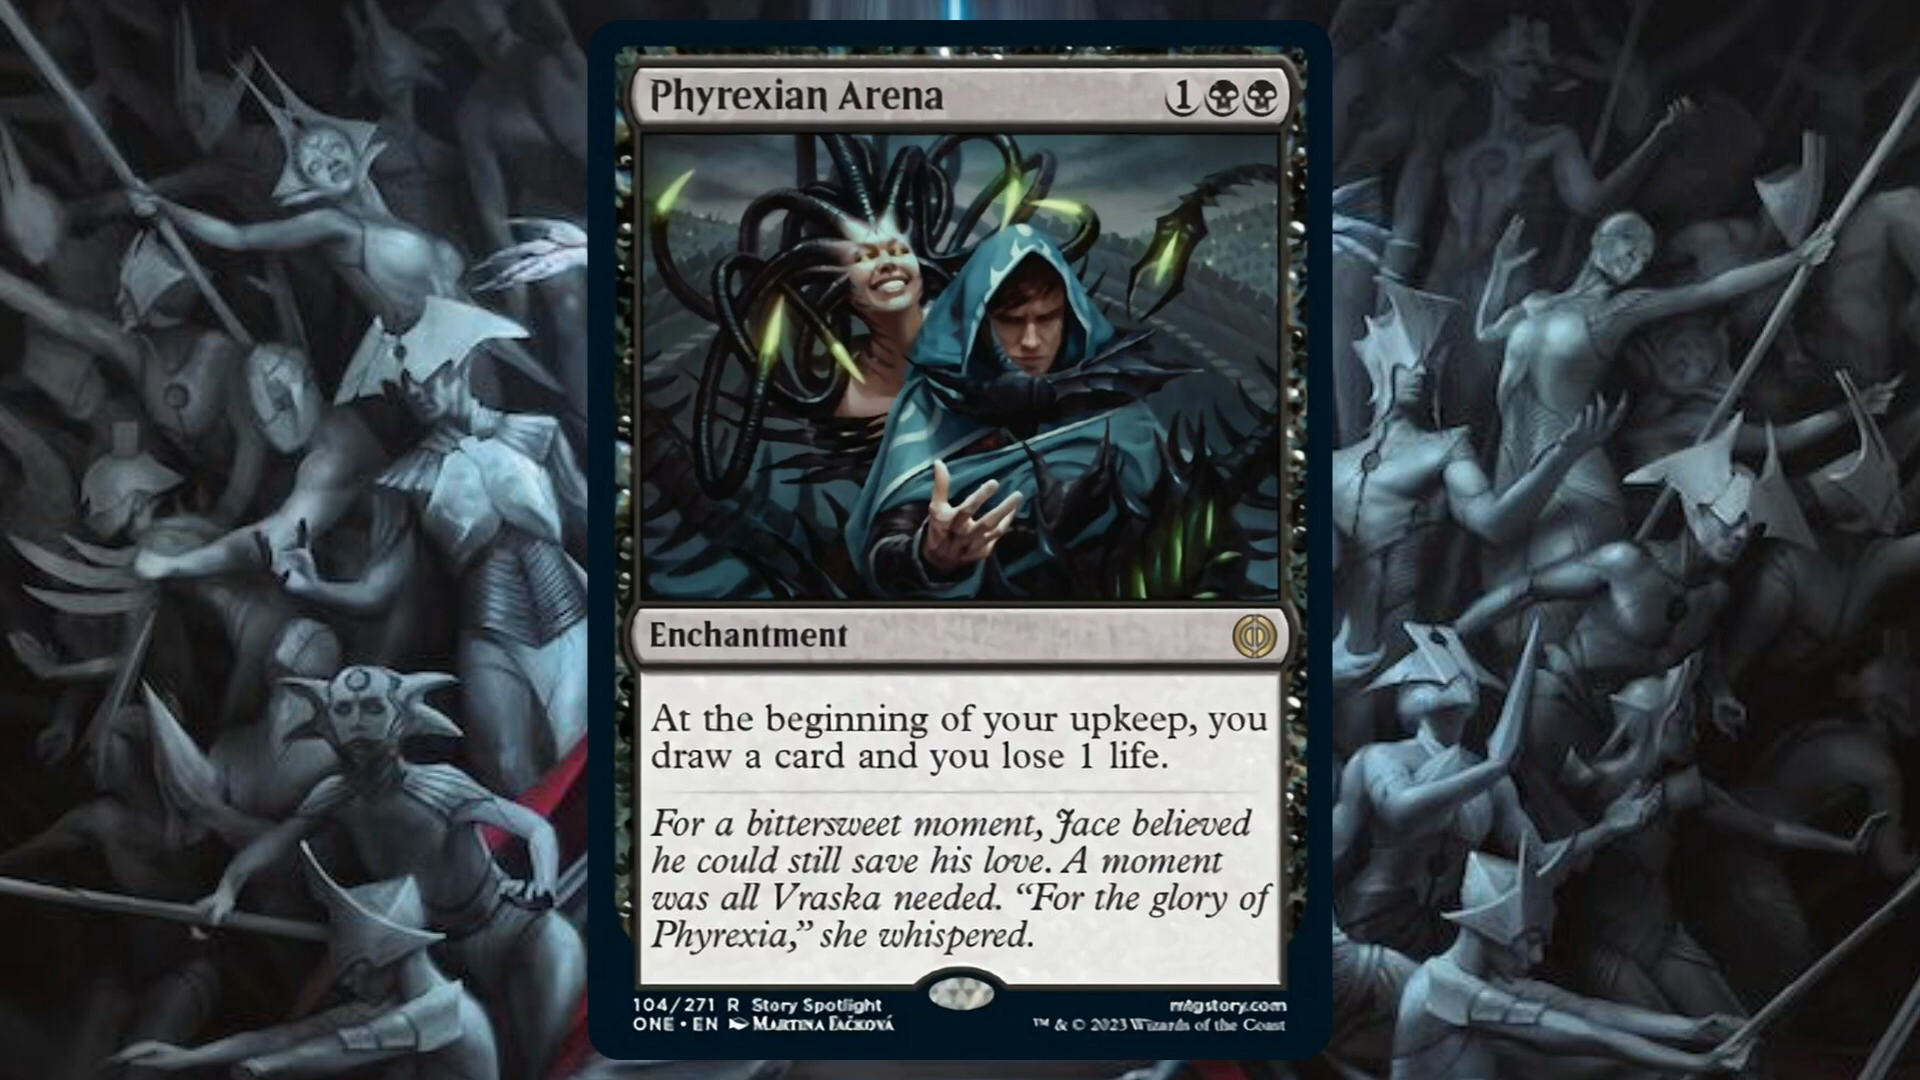 Phyrexian Arena 1
Enchantment
At the beginning of your upkeep, you
draw a card and you lose 1 life.
For a bittersweet moment, Jace believed
he could still save his love. A moment
was all Vraska needed. “For the glory of
Phyrexia,” she whispered.
104/271 R Story Spotlight
mtgstory.com
ONE • EN Martina Fačková
™ & © 2023 Wizards of the Coast